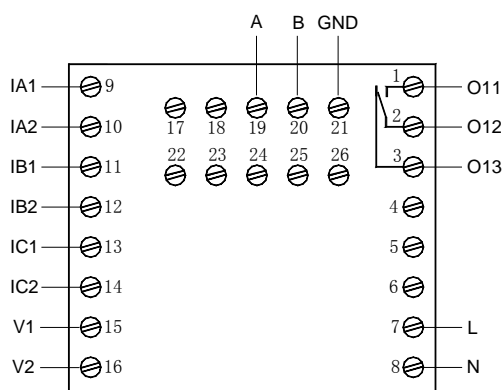 A B GND
IA1 9 1 O11
17 18 19 20 21
IA2 10 2 O12
22 23 24 25 26
IB1 11 3 O13
IB2 12 4
IC1 13 5
IC2 14 6
V1 15 7 L
V2 16 8 N